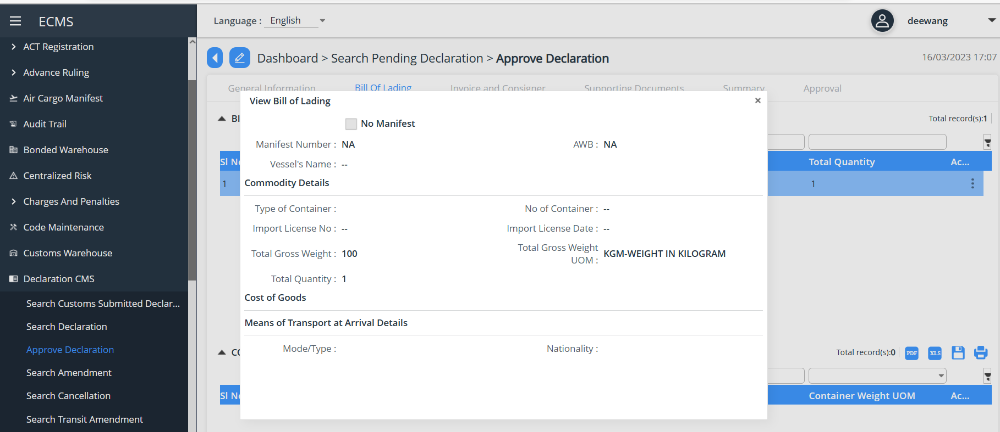 ECMS
Language : English
deewang
ACT Registration
Advance Ruling
Air Cargo Manifest
Audit Trail
Bonded Warehouse
Centralized Risk
Charges And Penalties
Code Maintenance
Customs Warehouse
Declaration CMS
Search Customs Submitted Declar...
Search Declaration
Approve Declaration
Search Amendment
Search Cancellation
Search Transit Amendment
Dashboard > Search Pending Declaration > Approve Declaration
16/03/2023 17:07
General Information Bill Of Lading Invoice and Consigner Supporting Documents Summary Approval
Total record(s):1
Sl Total Quantity Ac...
1 1
View Bill of Lading ×
No Manifest
Manifest Number : NA AWB : NA
Vessel's Name : --
Commodity Details
Type of Container : No of Container : --
Import License No : -- Import License Date : --
Total Gross Weight : 100 Total Gross Weight UOM : KGM-WEIGHT IN KILOGRAM
Total Quantity : 1
Cost of Goods
Means of Transport at Arrival Details
Mode/Type : Nationality :
Total record(s):0 PDF XLS
Sl Container Weight UOM Ac...